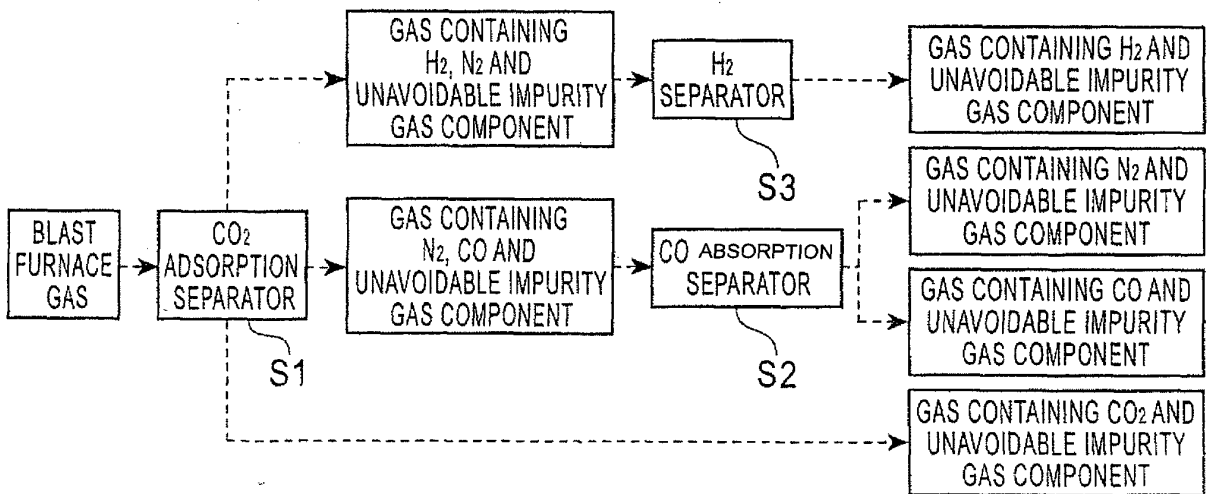 GAS CONTAINING
H2, N2 AND
UNAVOIDABLE IMPURITY
GAS COMPONENT
H2
SEPARATOR
S3
GAS CONTAINING H2 AND
UNAVOIDABLE IMPURITY
GAS COMPONENT
BLAST
FURNACE
GAS
CO2
ADSORPTION
SEPARATOR
S1
GAS CONTAINING
N2, CO AND
UNAVOIDABLE IMPURITY
GAS COMPONENT
CO ABSORPTION
SEPARATOR
S2
GAS CONTAINING N2 AND
UNAVOIDABLE IMPURITY
GAS COMPONENT
GAS CONTAINING CO AND
UNAVOIDABLE IMPURITY
GAS COMPONENT
GAS CONTAINING CO2 AND
UNAVOIDABLE IMPURITY
GAS COMPONENT